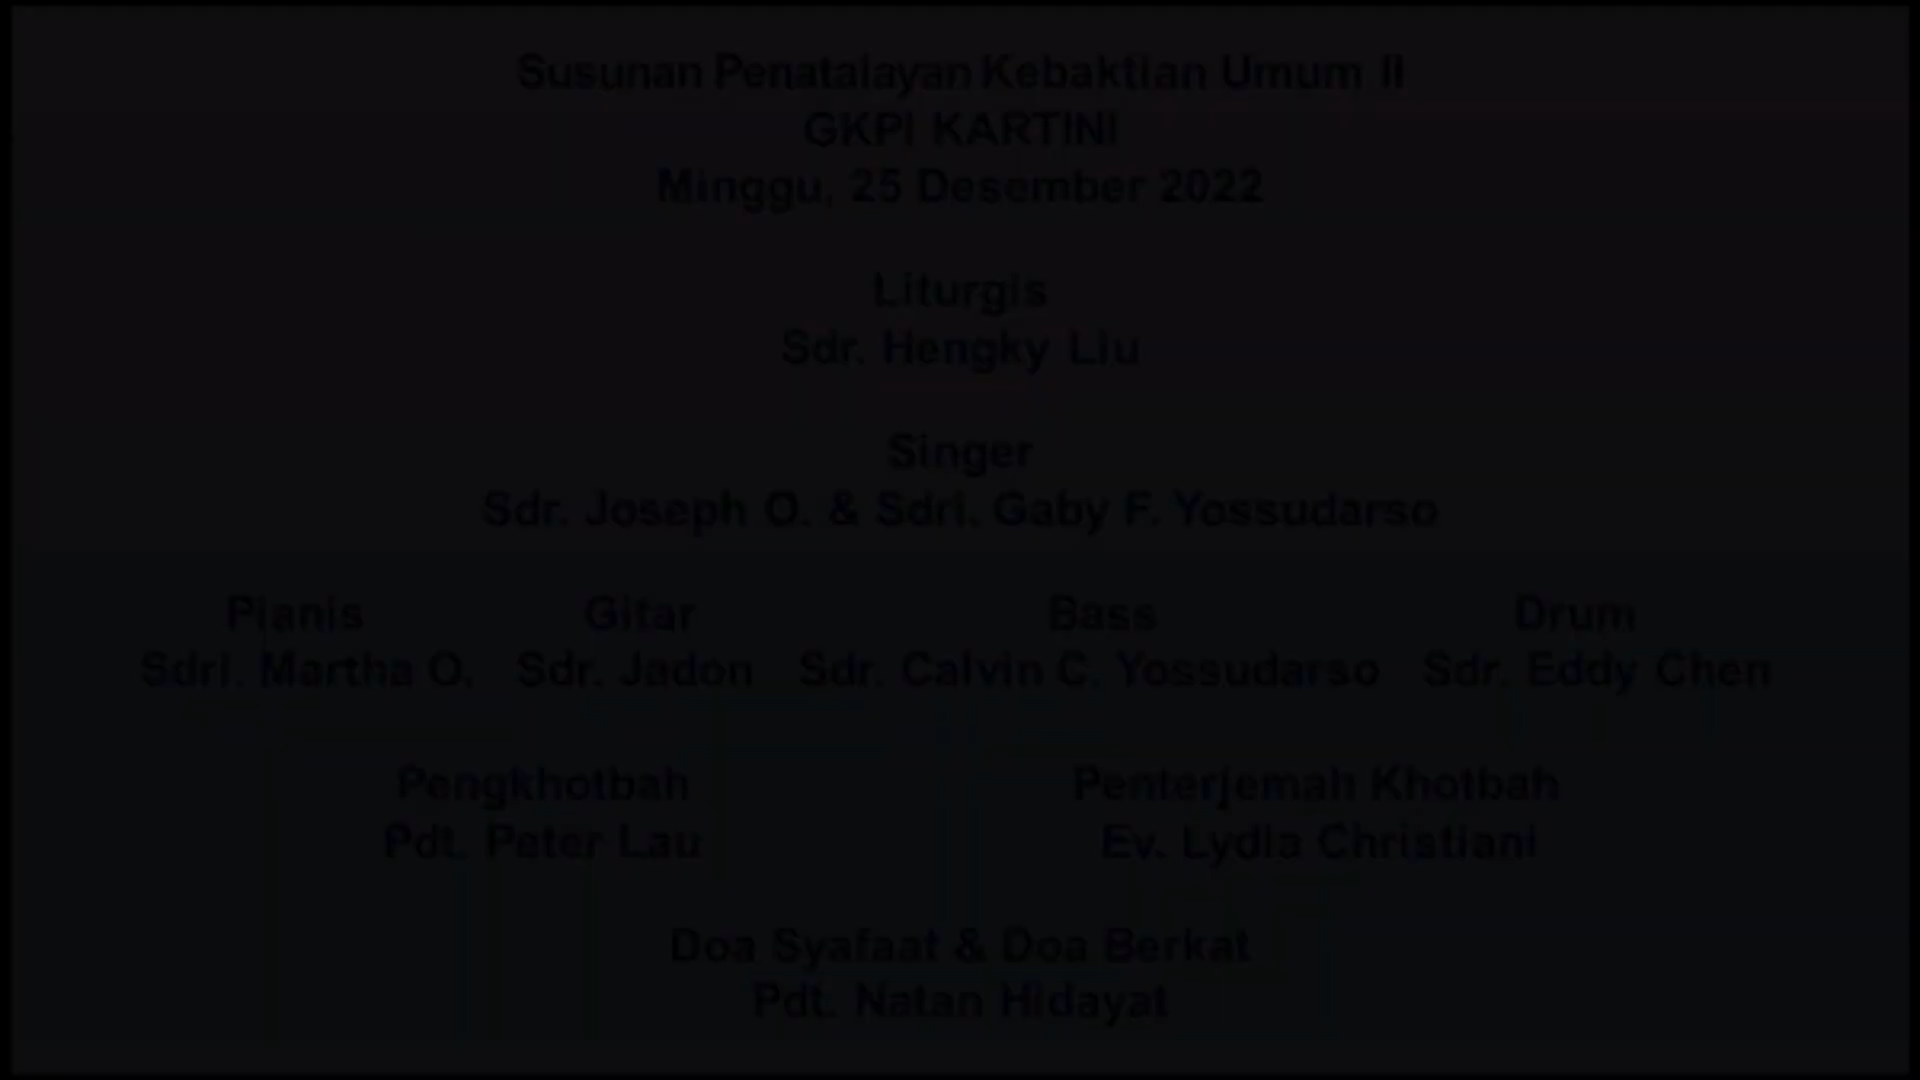 Susunan Penatalayan Kebaktian Umum II
GKPI KARTINI
Minggu, 25 Desember 2022
Liturgis
Sdr. Hengky Liu
Singer
Sdr. Joseph O. & Sdri. Gaby F. Yossudarso
Pianis Gitar Bass Drum
Sdri. Martha O. Sdr. Jadon Sdr. Calvin C. Yossudarso Sdr. Eddy Chen
Pengkhotbah Penterjemah Khotbah
Pdt. Peter Lau Ev. Lydia Christiani
Doa Syafaat & Doa Berkat
Pdt. Natan Hidayat